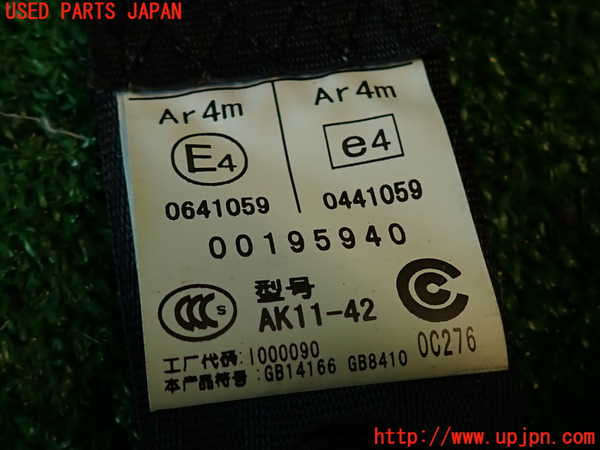 USED PARTS JAPAN
Ar4m Ar4m
E4 e4
0641059 0441059
00195940
CCC S 型号
AK11-42
0C276
工厂代码:I000090
本产品符号:GB14166 GB8410
http://www.upjpn.com